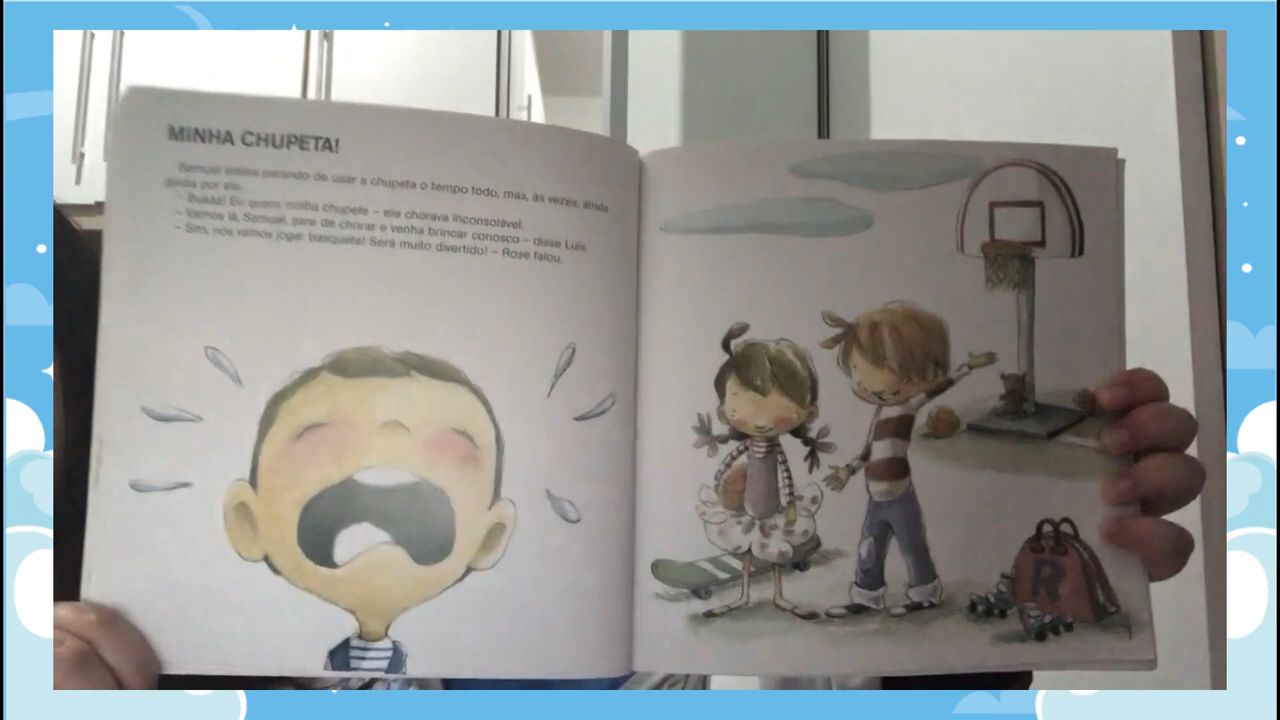 MINHA CHUPETA!
Samuel estava parando de usar a chupeta o tempo todo, mas, às vezes, ainda
pedia por ela.
– Buááá! Eu quero minha chupeta – ele chorava inconsolável.
– Vamos lá, Samuel, pare de chorar e venha brincar conosco – disse Luis.
– Sim, nós vamos jogar basquete! Será muito divertido! – Rose falou.
R